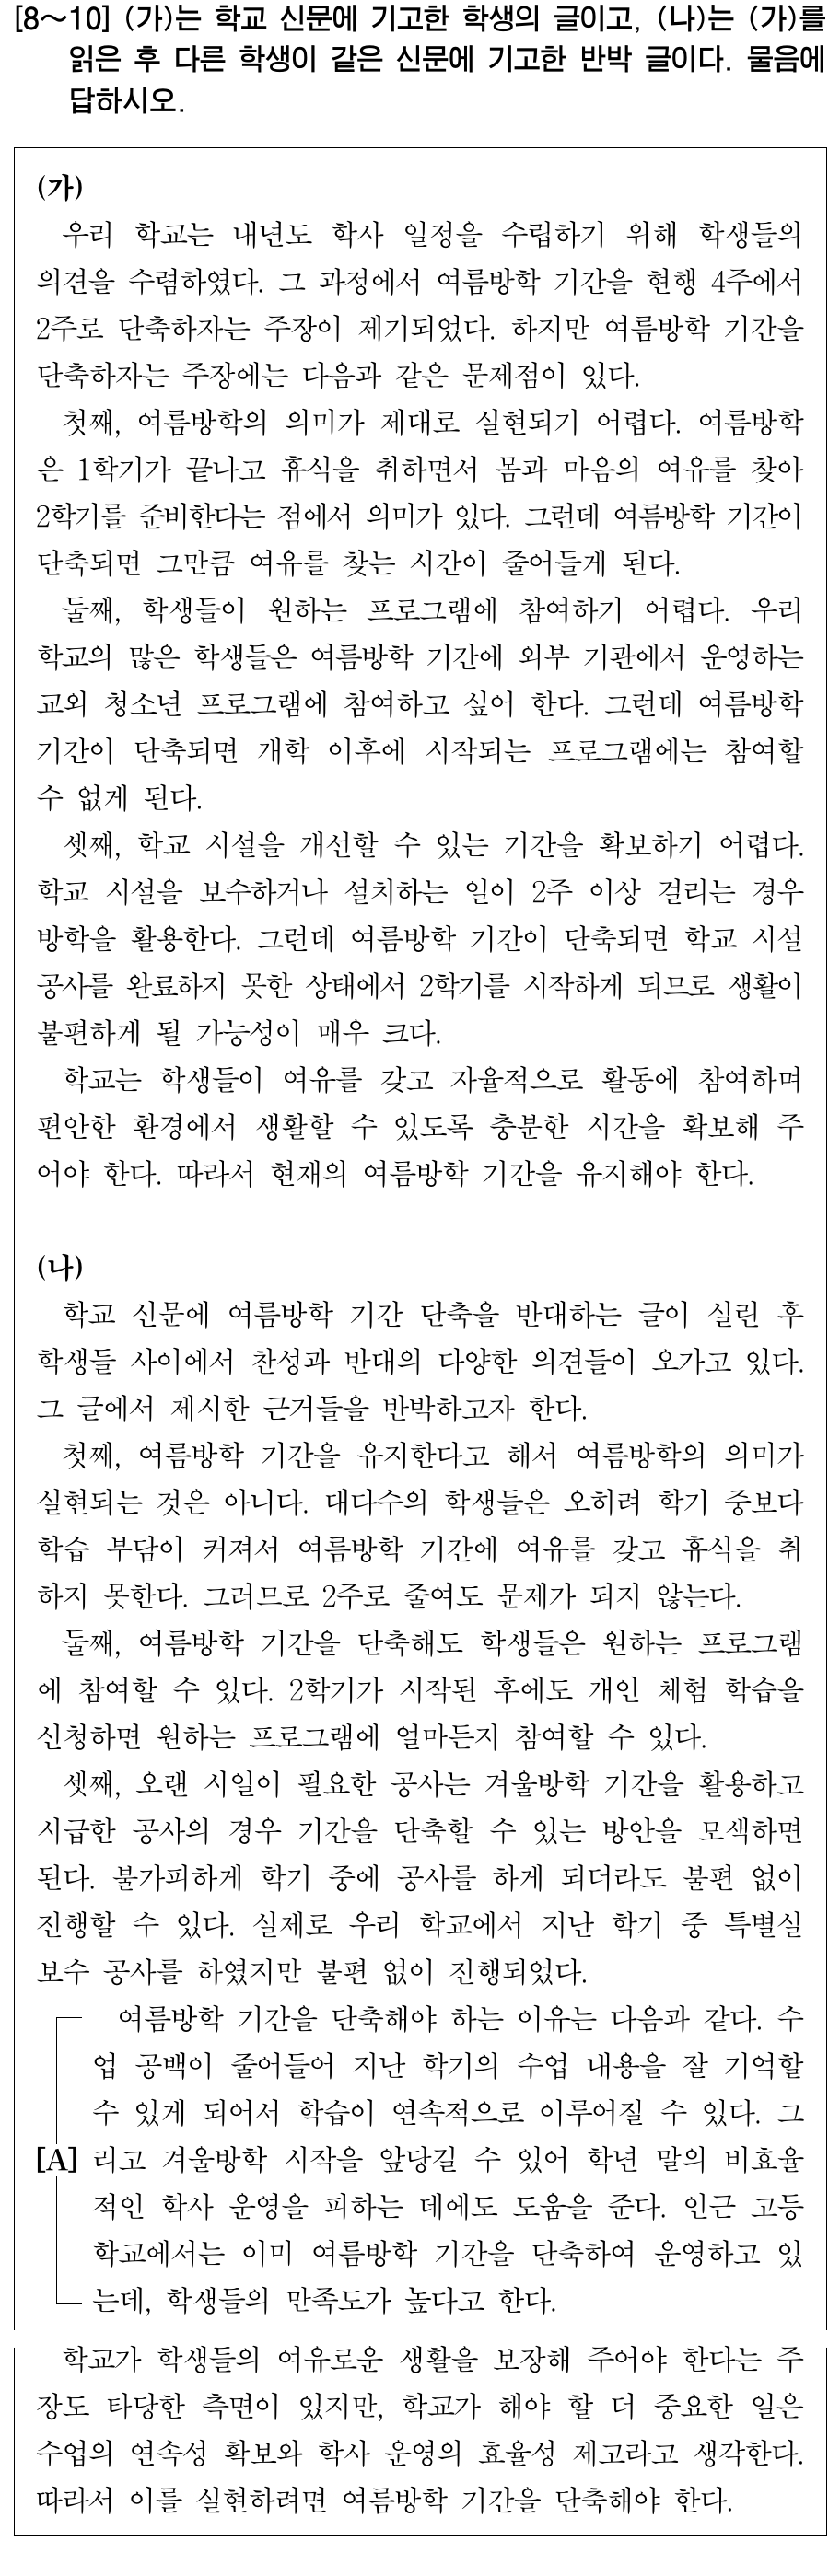 [8~10] (가)는 학교 신문에 기고한 학생의 글이고, (나)는 (가)를
읽은 후 다른 학생이 같은 신문에 기고한 반박 글이다. 물음에
답하시오.
(가)
우리 학교는 내년도 학사 일정을 수립하기 위해 학생들의
의견을 수렴하였다. 그 과정에서 여름방학 기간을 현행 4주에서
2주로 단축하자는 주장이 제기되었다. 하지만 여름방학 기간을
단축하자는 주장에는 다음과 같은 문제점이 있다.
첫째, 여름방학의 의미가 제대로 실현되기 어렵다. 여름방학
은 1학기가 끝나고 휴식을 취하면서 몸과 마음의 여유를 찾아
2학기를 준비한다는 점에서 의미가 있다. 그런데 여름방학 기간이
단축되면 그만큼 여유를 찾는 시간이 줄어들게 된다.
둘째, 학생들이 원하는 프로그램에 참여하기 어렵다. 우리
학교의 많은 학생들은 여름방학 기간에 외부 기관에서 운영하는
교외 청소년 프로그램에 참여하고 싶어 한다. 그런데 여름방학
기간이 단축되면 개학 이후에 시작되는 프로그램에는 참여할
수 없게 된다.
셋째, 학교 시설을 개선할 수 있는 기간을 확보하기 어렵다.
학교 시설을 보수하거나 설치하는 일이 2주 이상 걸리는 경우
방학을 활용한다. 그런데 여름방학 기간이 단축되면 학교 시설
공사를 완료하지 못한 상태에서 2학기를 시작하게 되므로 생활이
불편하게 될 가능성이 매우 크다.
학교는 학생들이 여유를 갖고 자율적으로 활동에 참여하며
편안한 환경에서 생활할 수 있도록 충분한 시간을 확보해 주
어야 한다. 따라서 현재의 여름방학 기간을 유지해야 한다.
(나)
학교 신문에 여름방학 기간 단축을 반대하는 글이 실린 후
학생들 사이에서 찬성과 반대의 다양한 의견들이 오가고 있다.
그 글에서 제시한 근거들을 반박하고자 한다.
첫째, 여름방학 기간을 유지한다고 해서 여름방학의 의미가
실현되는 것은 아니다. 대다수의 학생들은 오히려 학기 중보다
학습 부담이 커져서 여름방학 기간에 여유를 갖고 휴식을 취
하지 못한다. 그러므로 2주로 줄여도 문제가 되지 않는다.
둘째, 여름방학 기간을 단축해도 학생들은 원하는 프로그램
에 참여할 수 있다. 2학기가 시작된 후에도 개인 체험 학습을
신청하면 원하는 프로그램에 얼마든지 참여할 수 있다.
셋째, 오랜 시일이 필요한 공사는 겨울방학 기간을 활용하고
시급한 공사의 경우 기간을 단축할 수 있는 방안을 모색하면
된다. 불가피하게 학기 중에 공사를 하게 되더라도 불편 없이
진행할 수 있다. 실제로 우리 학교에서 지난 학기 중 특별실
보수 공사를 하였지만 불편 없이 진행되었다.
여름방학 기간을 단축해야 하는 이유는 다음과 같다. 수
업 공백이 줄어들어 지난 학기의 수업 내용을 잘 기억할
수 있게 되어서 학습이 연속적으로 이루어질 수 있다. 그
[A] 리고 겨울방학 시작을 앞당길 수 있어 학년 말의 비효율
적인 학사 운영을 피하는 데에도 도움을 준다. 인근 고등
학교에서는 이미 여름방학 기간을 단축하여 운영하고 있
는데, 학생들의 만족도가 높다고 한다.
학교가 학생들의 여유로운 생활을 보장해 주어야 한다는 주
장도 타당한 측면이 있지만, 학교가 해야 할 더 중요한 일은
수업의 연속성 확보와 학사 운영의 효율성 제고라고 생각한다.
따라서 이를 실현하려면 여름방학 기간을 단축해야 한다.